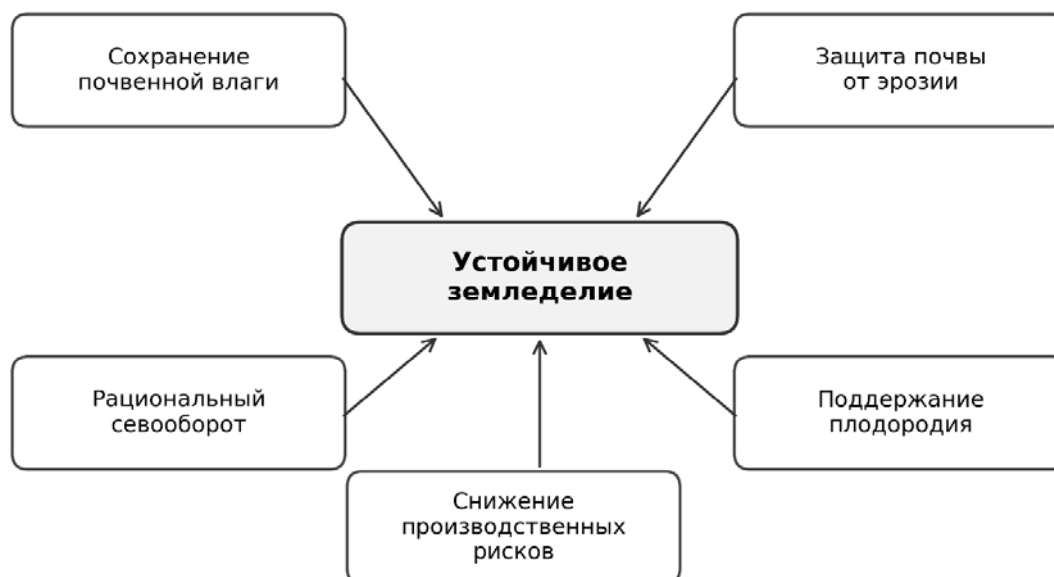 Сохранение
почвенной влаги
Защита почвы
от эрозии
Устойчивое
земледелие
Рациональный
севооборот
Поддержание
плодородия
Снижение
производственных
рисков